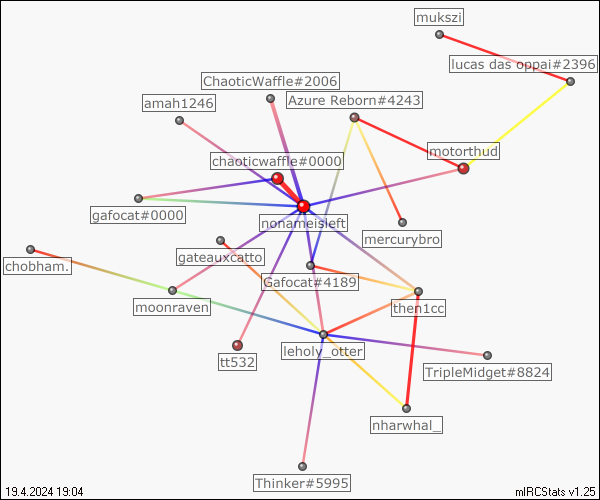 mukszi
lucas das oppai#2396
ChaoticWaffle#2006
amah1246
Azure Reborn#4243
chaoticwaffle#0000
motorthud
gafocat#0000
nonameisleft
mercurybro
gateauxcatto
chobham.
Gafocat#4189
moonraven
then1cc
leholy_otter
tt532
TripleMidget#8824
nharwhal_
Thinker#5995
19.4.2024 19:04
mIRCStats v1.25